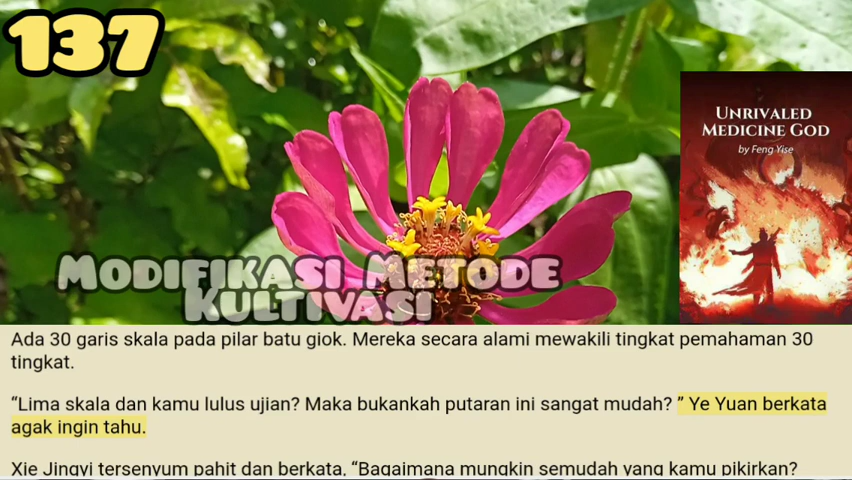 137
UNRIVALED
MEDICINE GOD
by Feng Yise
MODIFIKASI METODE
KULTIVASI
Ada 30 garis skala pada pilar batu giok. Mereka secara alami mewakili tingkat pemahaman 30
tingkat.
“Lima skala dan kamu lulus ujian? Maka bukankah putaran ini sangat mudah? ” Ye Yuan berkata
agak ingin tahu.
Xie Jingyi tersenyum pahit dan berkata, “Bagaimana mungkin semudah yang kamu pikirkan?